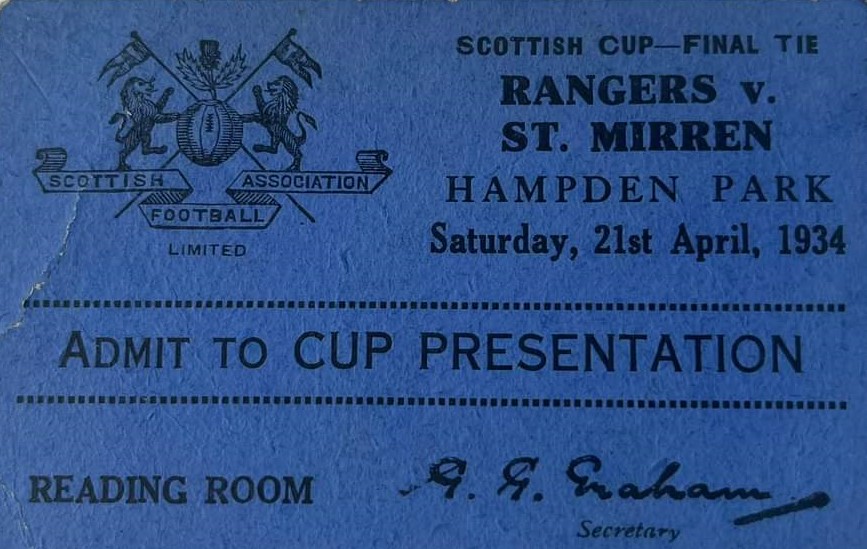 SCOTTISH FOOTBALL ASSOCIATION
LIMITED
SCOTTISH CUP—FINAL TIE
RANGERS v.
ST. MIRREN
HAMPDEN PARK
Saturday, 21st April, 1934
ADMIT TO CUP PRESENTATION
READING ROOM
G. G. Graham
Secretary